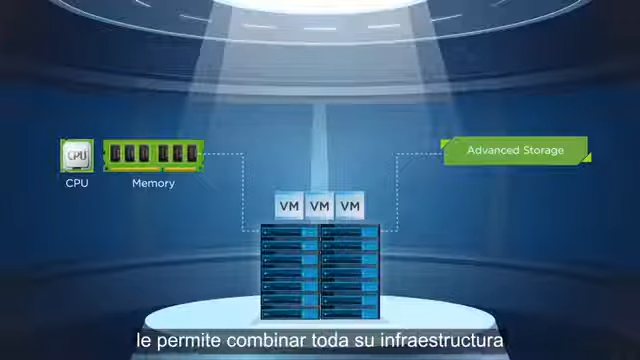 CPU
CPU
Memory
Advanced Storage
VM VM VM
le permite combinar toda su infraestructura